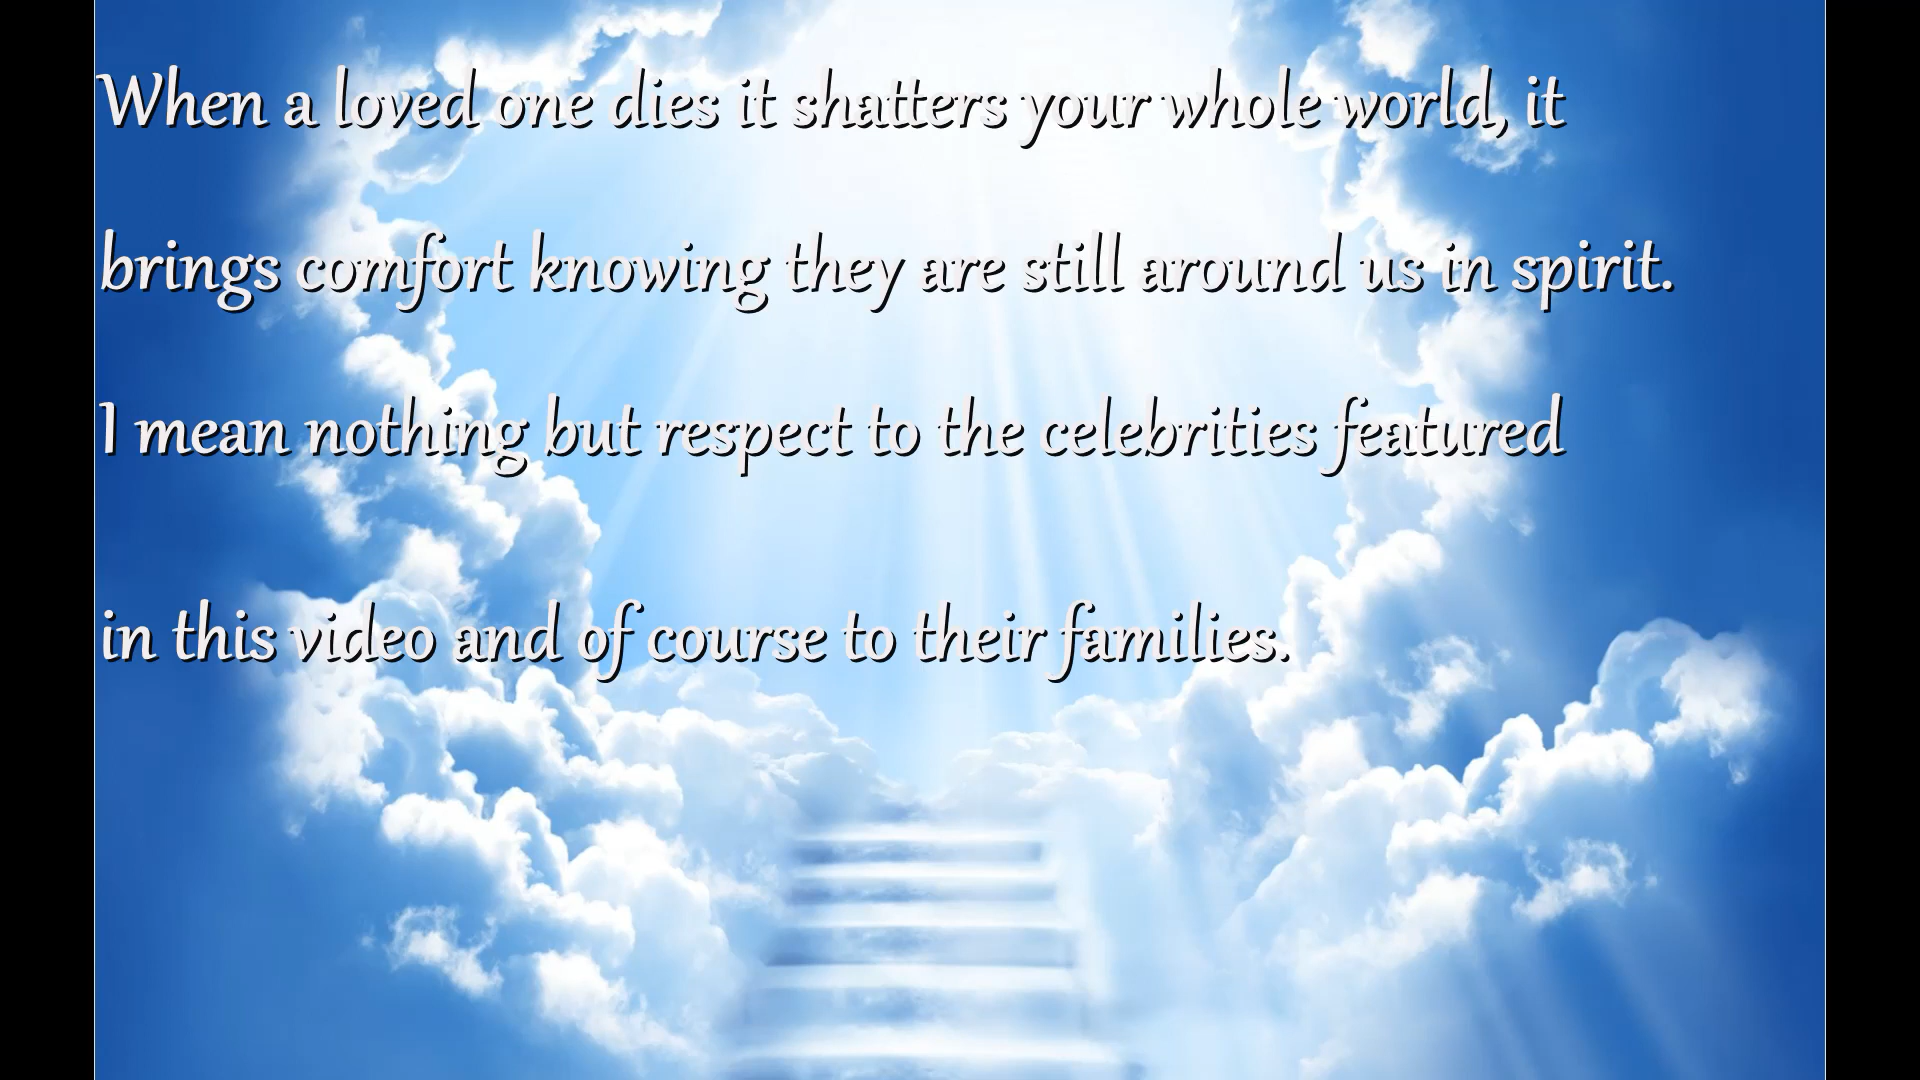 When a loved one dies it shatters your whole world, it
brings comfort knowing they are still around us in spirit.
I mean nothing but respect to the celebrities featured
in this video and of course to their families.